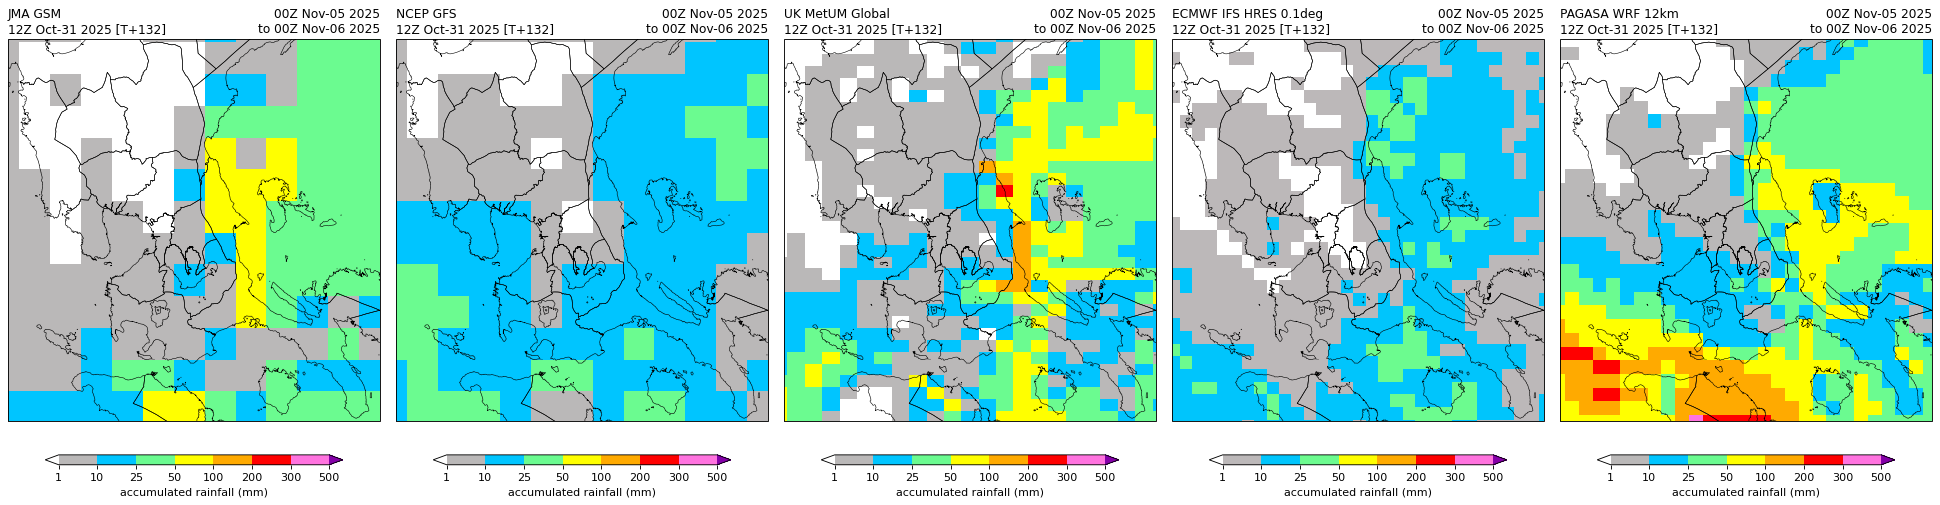 JMA GSM 00Z Nov-05 2025
12Z Oct-31 2025 [T+132] to 00Z Nov-06 2025
1 10 25 50 100 200 300 500
accumulated rainfall (mm)
NCEP GFS 00Z Nov-05 2025
12Z Oct-31 2025 [T+132] to 00Z Nov-06 2025
1 10 25 50 100 200 300 500
accumulated rainfall (mm)
UK MetUM Global 00Z Nov-05 2025
12Z Oct-31 2025 [T+132] to 00Z Nov-06 2025
1 10 25 50 100 200 300 500
accumulated rainfall (mm)
ECMWF IFS HRES 0.1deg 00Z Nov-05 2025
12Z Oct-31 2025 [T+132] to 00Z Nov-06 2025
1 10 25 50 100 200 300 500
accumulated rainfall (mm)
PAGASA WRF 12km 00Z Nov-05 2025
12Z Oct-31 2025 [T+132] to 00Z Nov-06 2025
1 10 25 50 100 200 300 500
accumulated rainfall (mm)